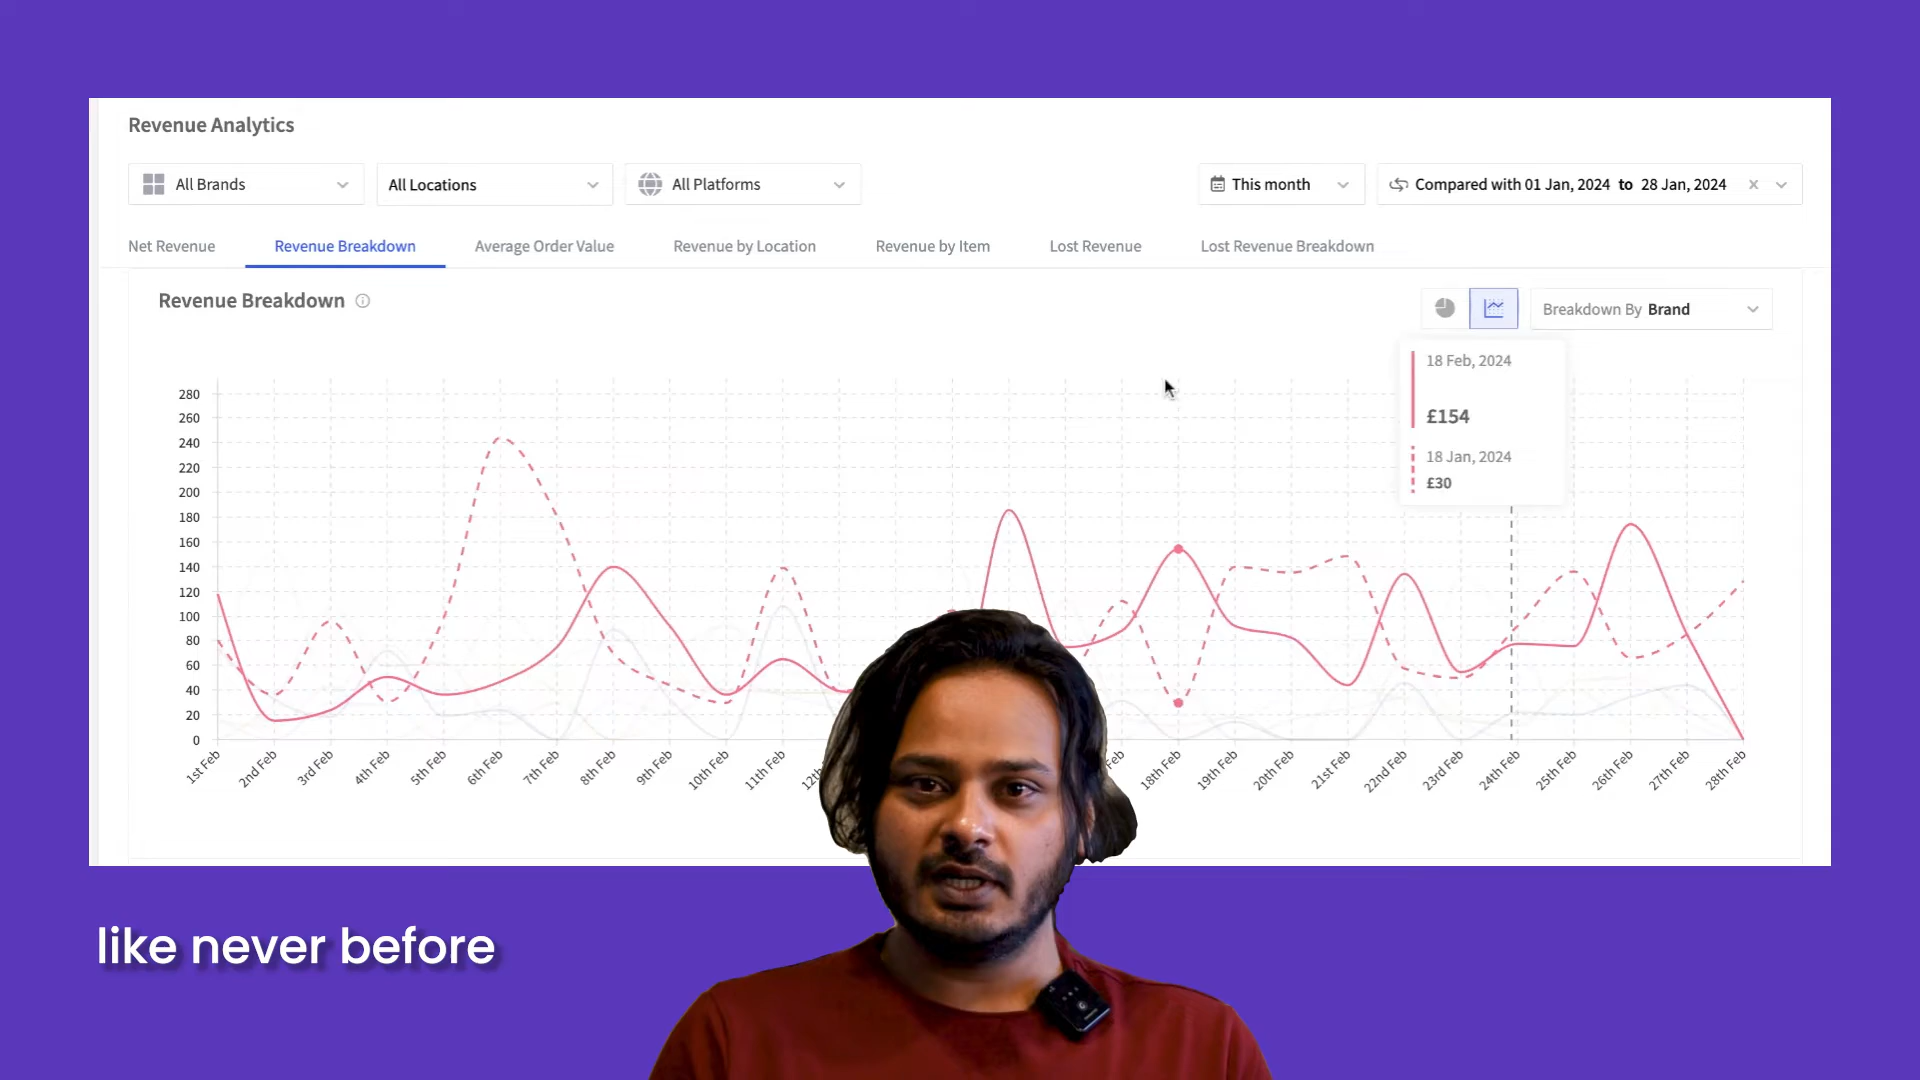 Revenue Analytics
All Brands
All Locations
All Platforms
This month
Compared with 01 Jan, 2024 to 28 Jan, 2024
Net Revenue
Revenue Breakdown
Average Order Value
Revenue by Location
Revenue by Item
Lost Revenue
Lost Revenue Breakdown
Revenue Breakdown
Breakdown By Brand
18 Feb, 2024
£154
18 Jan, 2024
£30
280
260
240
220
200
180
160
140
120
100
80
60
40
20
0
1st Feb
2nd Feb
3rd Feb
4th Feb
5th Feb
6th Feb
7th Feb
8th Feb
9th Feb
10th Feb
11th Feb
12th
Feb
18th Feb
19th Feb
20th Feb
21st Feb
22nd Feb
23rd Feb
24th Feb
25th Feb
26th Feb
27th Feb
28th Feb
like never before